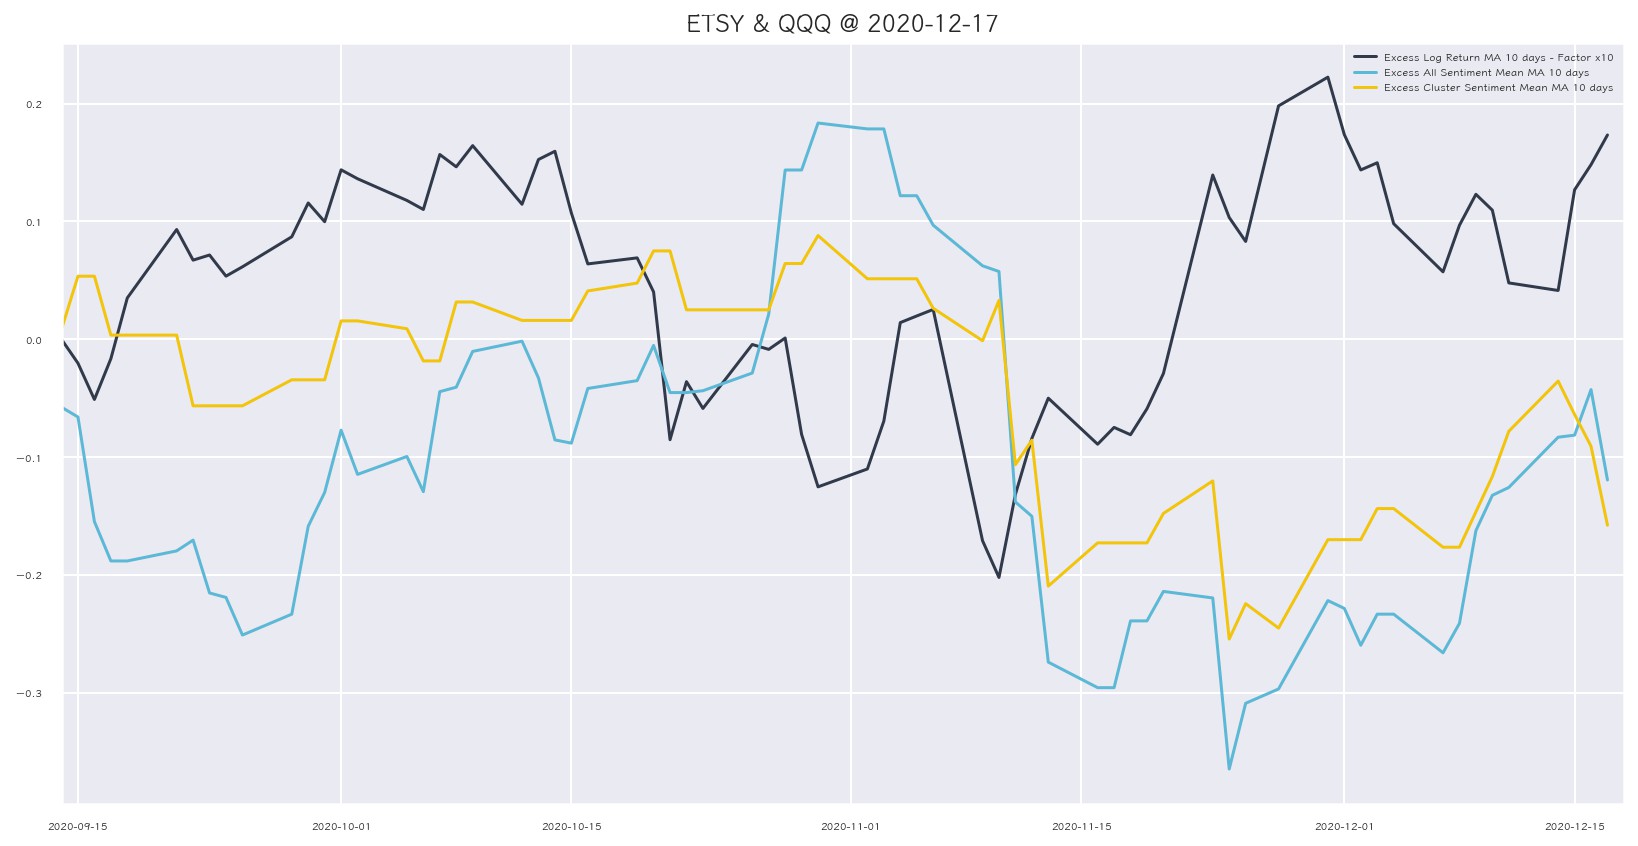 ETSY & QQQ @ 2020-12-17
Excess Log Return MA 10 days - Factor x10
Excess All Sentiment Mean MA 10 days
Excess Cluster Sentiment Mean MA 10 days
0.2
0.1
0.0
−0.1
−0.2
−0.3
2020-09-15 2020-10-01 2020-10-15 2020-11-01 2020-11-15 2020-12-01 2020-12-15